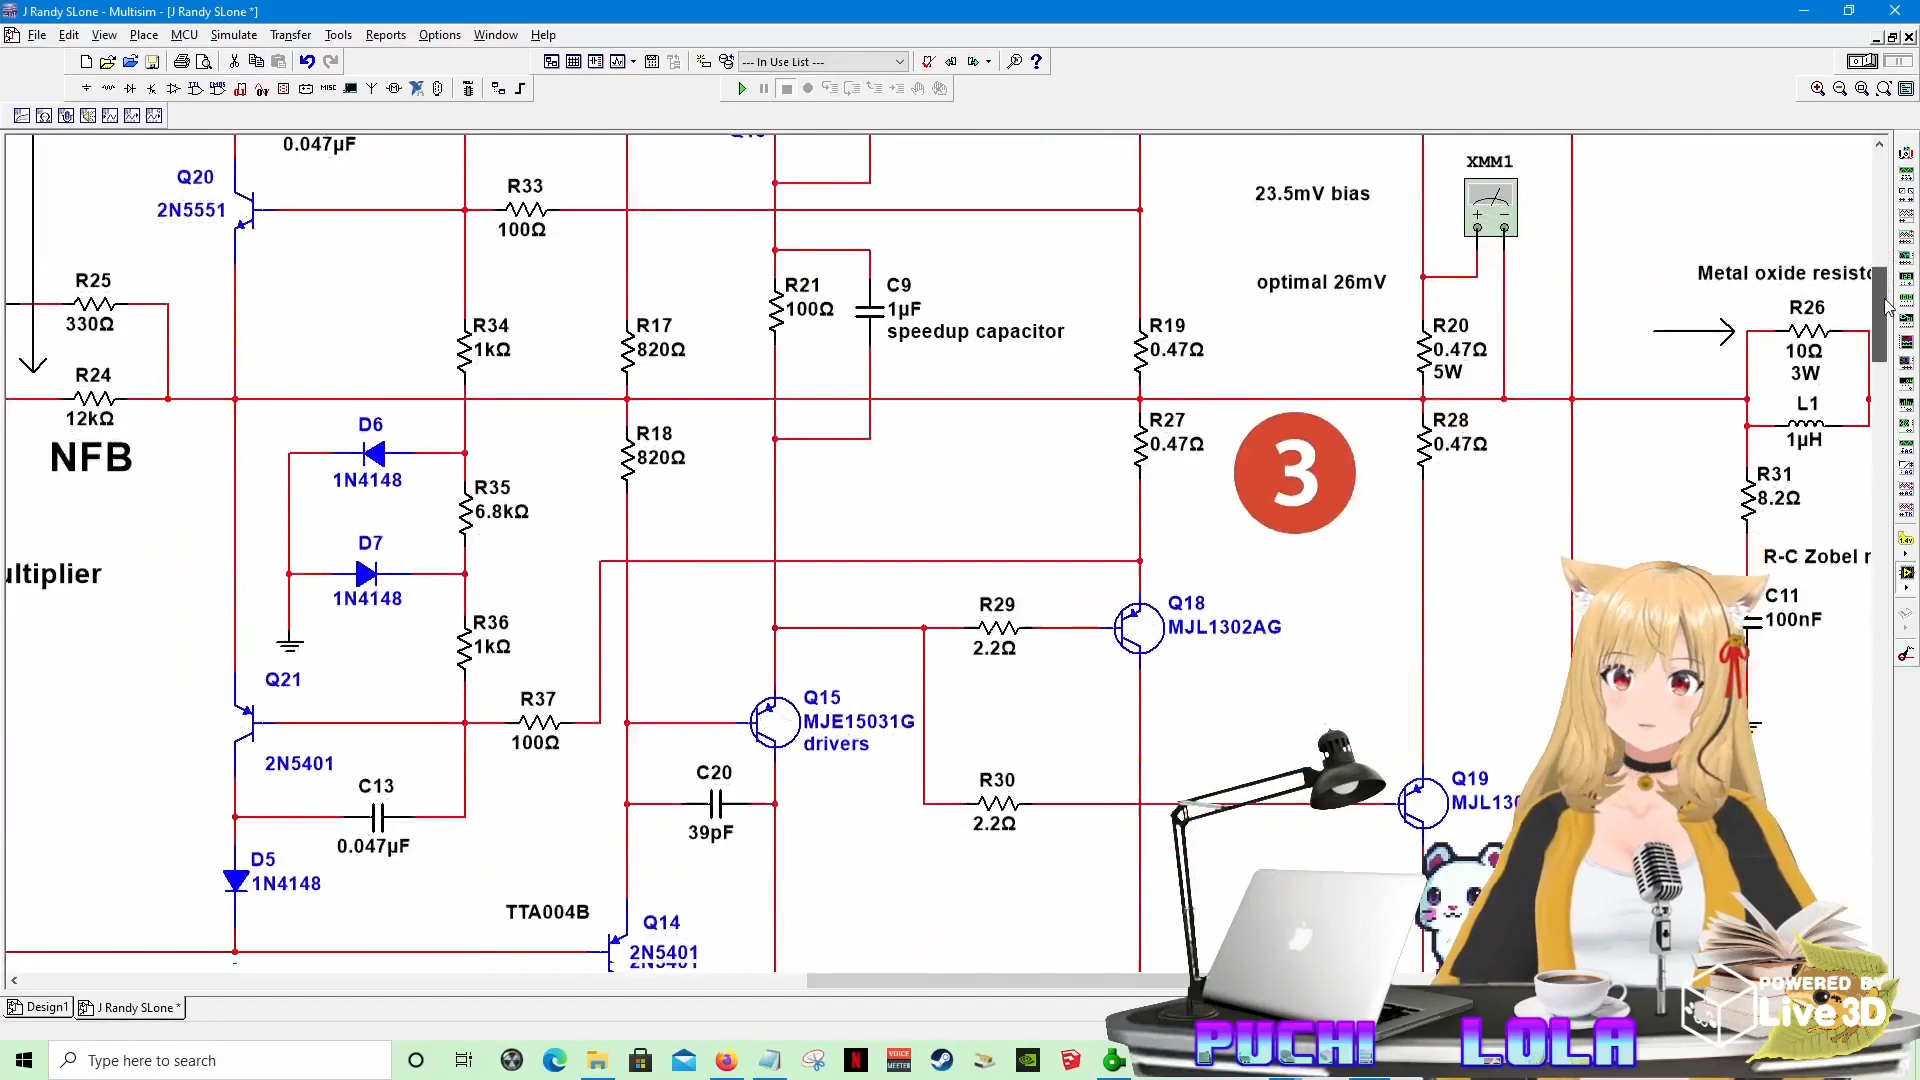 J Randy SLone - Multisim - [J Randy SLone *]
File Edit View Place MCU Simulate Transfer Tools Reports Options Window Help
--- In Use List ---
MISC
0.047µF
Q20
2N5551
R33
100Ω
23.5mV bias
XMM1
R25
330Ω
R21
100Ω
C9
1µF
speedup capacitor
optimal 26mV
Metal oxide resisto
R26
10Ω
3W
R34
1kΩ
R17
820Ω
R19
0.47Ω
R20
0.47Ω
5W
R24
12kΩ
NFB
L1
1µH
D6
1N4148
R18
820Ω
R27
0.47Ω
R28
0.47Ω
3
R35
6.8kΩ
R31
8.2Ω
D7
1N4148
ultiplier
R-C Zobel r
C11
100nF
R36
1kΩ
R29
2.2Ω
Q18
MJL1302AG
Q21
2N5401
R37
100Ω
Q15
MJE15031G
drivers
C13
0.047µF
C20
39pF
R30
2.2Ω
Q19
MJL130
D5
1N4148
TTA004B
Q14
2N5401
Design1
J Randy SLone *
POWERED BY
Live3D
PUCHI LOLA
Type here to search
VOICE
MEETER